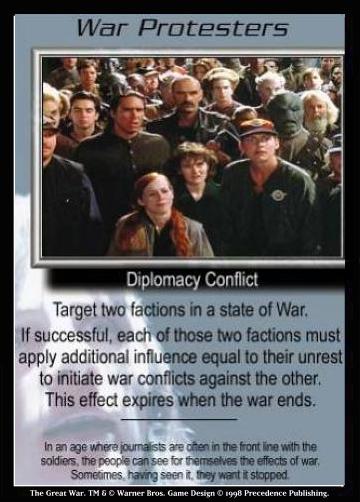 War Protesters
Diplomacy Conflict
Target two factions in a state of War.
If successful, each of those two factions must
apply additional influence equal to their unrest
to initiate war conflicts against the other.
This effect expires when the war ends.
In an age where journalists are often in the front line with the
soldiers, the people can see for themselves the effects of war.
Sometimes, having seen it, they want it stopped.
The Great War. TM & © Warner Bros. Game Design © 1998 Precedence Publishing.